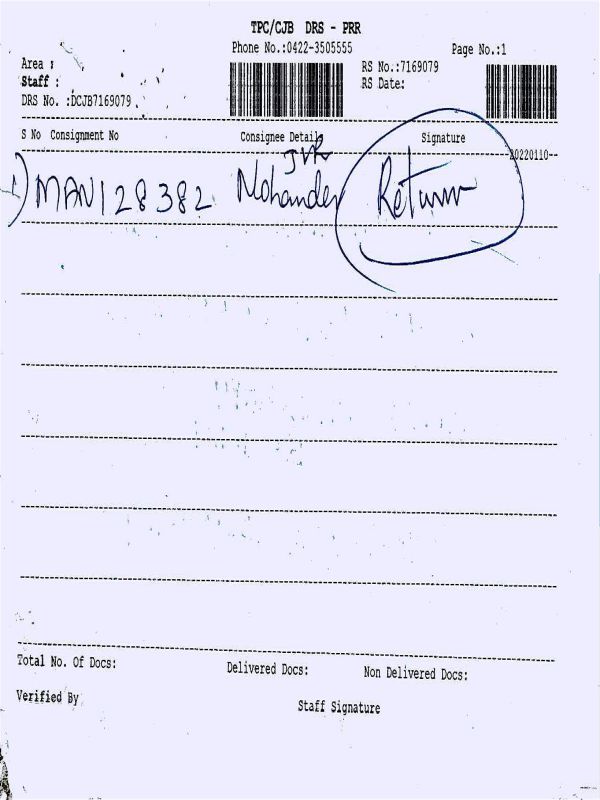 TPC/CJB DRS - PRR
Phone No.:0422-3505555 Page No.:1
Area : RS No.:7169079
Staff : RS Date:
DRS No. :DCJB7169079
S No Consignment No Consignee Details Signature
20220110
1) MAN128382 Mohander Return
Total No. Of Docs: Delivered Docs: Non Delivered Docs:
Verified By Staff Signature